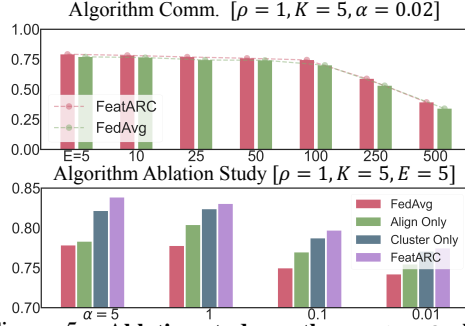 Algorithm Comm. [ρ = 1, K = 5, α = 0.02]
1.00
0.75
0.50
0.25
0.00
FeatARC
FedAvg
E=5 10 25 50 100 250 500
Algorithm Ablation Study [ρ = 1, K = 5, E = 5]
0.85
0.80
0.75
0.70
FedAvg
Align Only
Cluster Only
FeatARC
α = 5 1 0.1 0.01